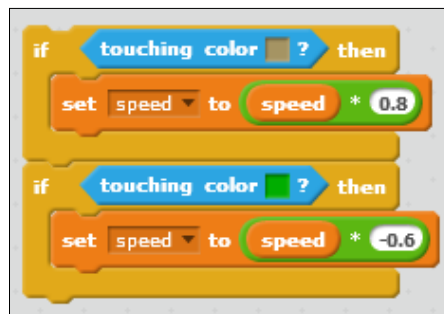 if touching color ? then
set speed to speed * 0.8
if touching color ? then
set speed to speed * -0.6